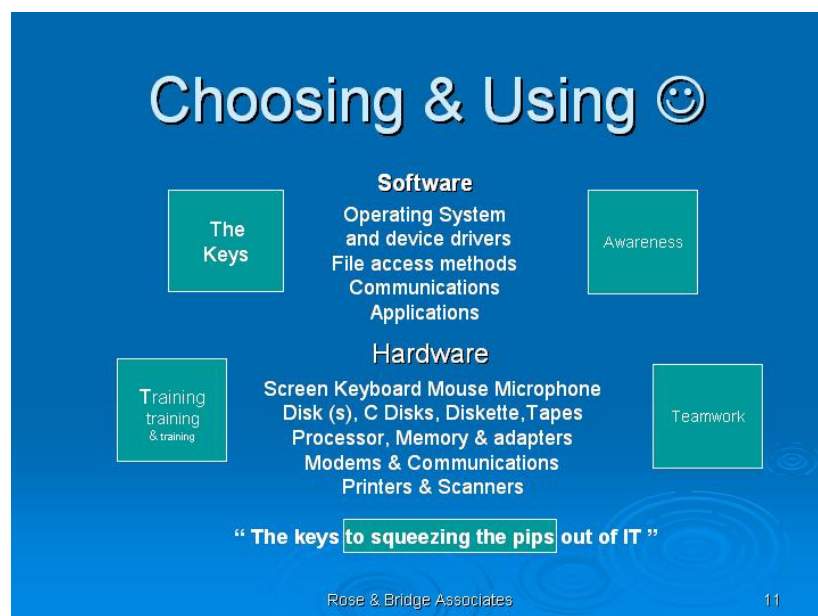 Choosing & Using ☺
The
Keys
Software
Operating System
and device drivers
File access methods
Communications
Applications
Awareness
Training
training
& training
Hardware
Screen Keyboard Mouse Microphone
Disk (s), C Disks, Diskette,Tapes
Processor, Memory & adapters
Modems & Communications
Printers & Scanners
Teamwork
“ The keys to squeezing the pips out of IT ”
Rose & Bridge Associates
11